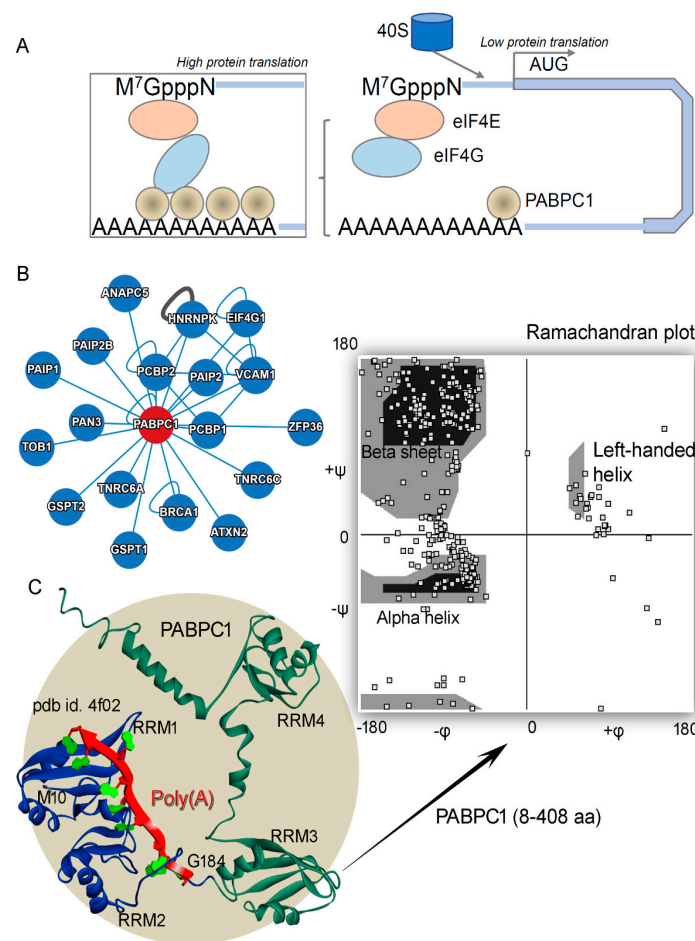 A
High protein translation
M⁷GpppN
AAAAAAAAAAA
40S
Low protein translation
AUG
M⁷GpppN
eIF4E
eIF4G
PABPC1
AAAAAAAAAAAA
B
ANAPC5
HNRNPK
EIF4G1
PAIP2B
PCBP2
PAIP2
VCAM1
PAIP1
PAN3
PABPC1
PCBP1
ZFP36
TOB1
TNRC6A
TNRC6C
GSPT2
BRCA1
ATXN2
GSPT1
Ramachandran plot
180
Beta sheet
Left-handed
helix
+ψ
0
-ψ
Alpha helix
-180
-φ
0
+φ
180
C
PABPC1
pdb id. 4f02
RRM1
RRM4
M10
Poly(A)
RRM3
G184
RRM2
PABPC1 (8-408 aa)